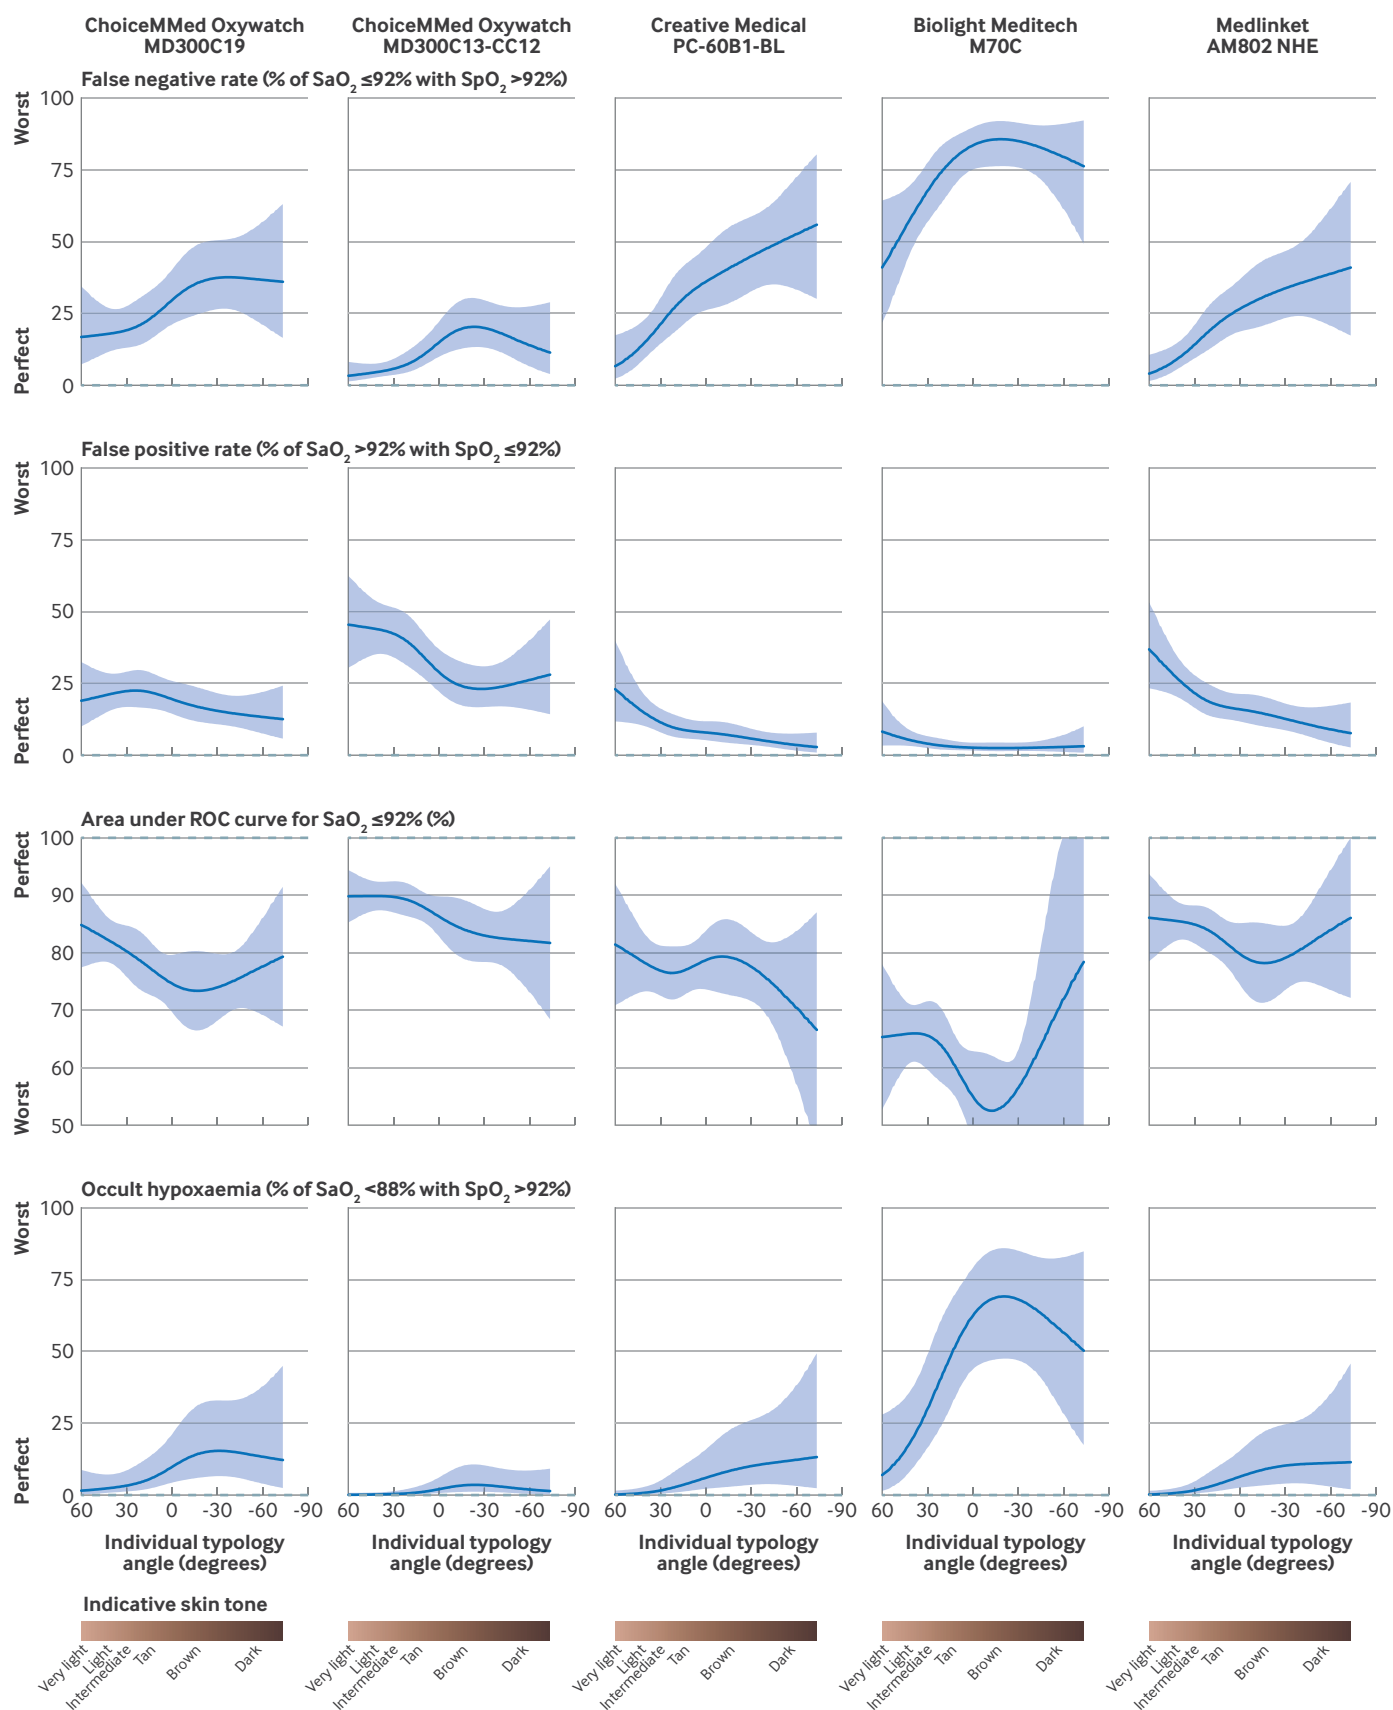 ChoiceMMed Oxywatch
MD300C19
ChoiceMMed Oxywatch
MD300C13-CC12
Creative Medical
PC-60B1-BL
Biolight Meditech
M70C
Medlinket
AM802 NHE
False negative rate (% of SaO2 ≤92% with SpO2 >92%)
Worst
Perfect
100
75
50
25
0
False positive rate (% of SaO2 >92% with SpO2 ≤92%)
Worst
Perfect
100
75
50
25
0
Area under ROC curve for SaO2 ≤92% (%)
Perfect
Worst
100
90
80
70
60
50
Occult hypoxaemia (% of SaO2 <88% with SpO2 >92%)
Worst
Perfect
100
75
50
25
0
60 30 0 -30 -60 -90
60 30 0 -30 -60 -90
60 30 0 -30 -60 -90
60 30 0 -30 -60 -90
60 30 0 -30 -60 -90
Individual typology
angle (degrees)
Individual typology
angle (degrees)
Individual typology
angle (degrees)
Individual typology
angle (degrees)
Individual typology
angle (degrees)
Indicative skin tone
Very light
Light
Intermediate
Tan
Brown
Dark
Very light
Light
Intermediate
Tan
Brown
Dark
Very light
Light
Intermediate
Tan
Brown
Dark
Very light
Light
Intermediate
Tan
Brown
Dark
Very light
Light
Intermediate
Tan
Brown
Dark